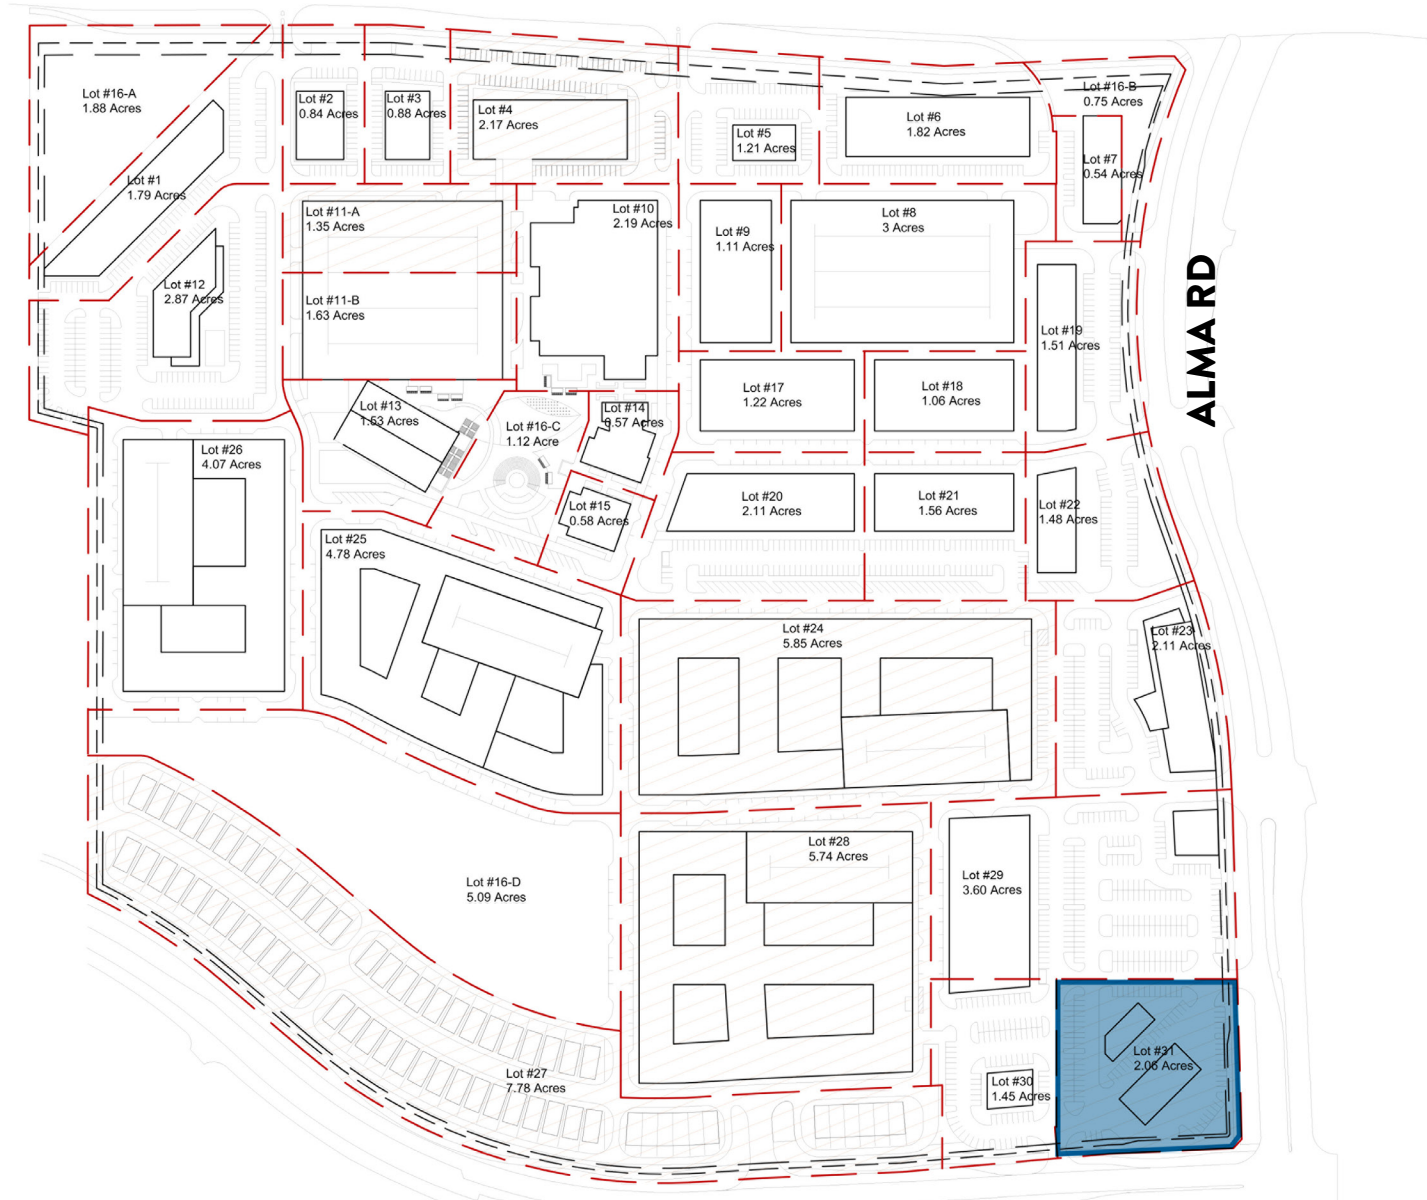 Lot #16-A
1.88 Acres
Lot #2
0.84 Acres
Lot #3
0.88 Acres
Lot #4
2.17 Acres
Lot #5
1.21 Acres
Lot #6
1.82 Acres
Lot #16-B
0.75 Acres
Lot #7
0.54 Acres
Lot #1
1.79 Acres
Lot #11-A
1.35 Acres
Lot #10
2.19 Acres
Lot #9
1.11 Acres
Lot #8
3 Acres
Lot #12
2.87 Acres
Lot #11-B
1.63 Acres
Lot #19
1.51 Acres
ALMA RD
Lot #17
1.22 Acres
Lot #18
1.06 Acres
Lot #13
1.53 Acres
Lot #16-C
1.12 Acre
Lot #14
0.57 Acres
Lot #26
4.07 Acres
Lot #15
0.58 Acres
Lot #20
2.11 Acres
Lot #21
1.56 Acres
Lot #22
1.48 Acres
Lot #25
4.78 Acres
Lot #24
5.85 Acres
Lot #23
2.11 Acres
Lot #28
5.74 Acres
Lot #29
3.60 Acres
Lot #16-D
5.09 Acres
Lot #27
7.78 Acres
Lot #30
1.45 Acres
Lot #31
2.06 Acres